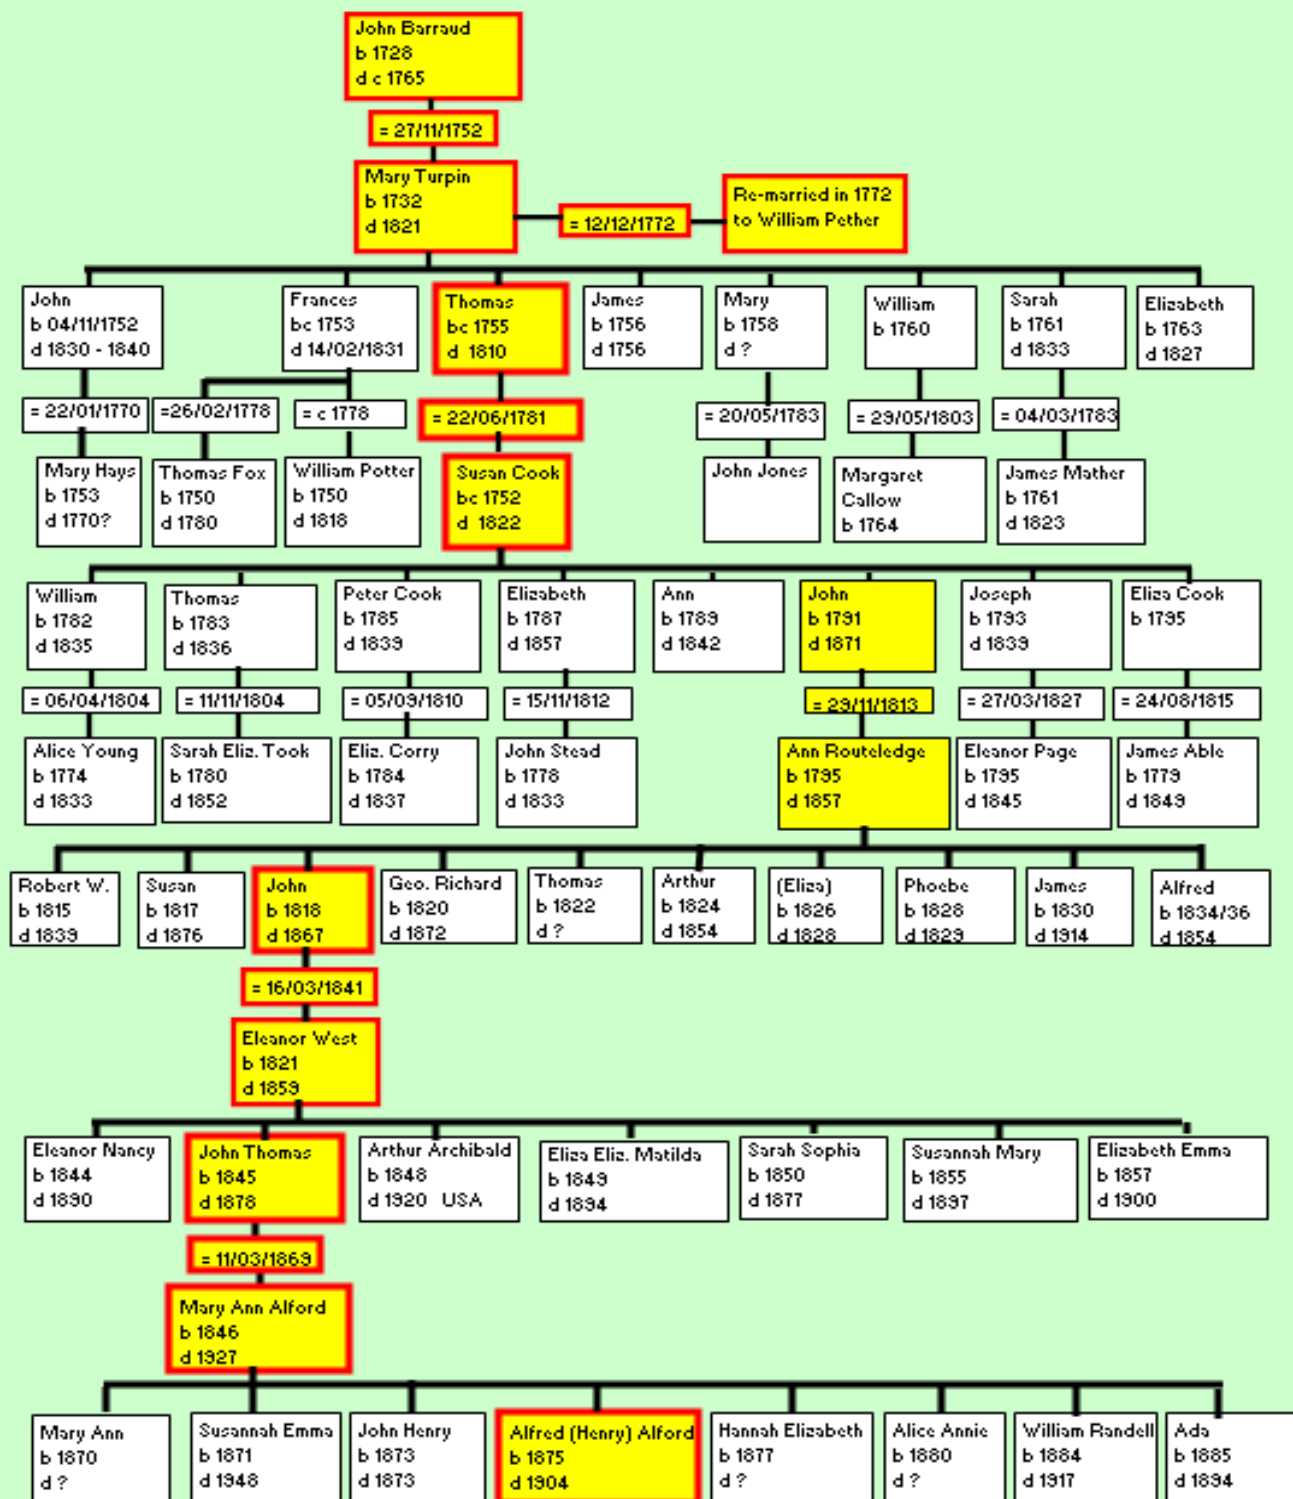 John Barraud
b 1728
d c 1765
= 27/11/1752
Mary Turpin
b 1732
d 1821
= 12/12/1772
Re-married in 1772
to William Pether
John
b 04/11/1752
d 1830 - 1840
Frances
bc 1753
d 14/02/1831
Thomas
bc 1755
d 1810
James
b 1756
d 1756
Mary
b 1758
d ?
William
b 1760
Sarah
b 1761
d 1833
Elizabeth
b 1763
d 1827
= 22/01/1770
=26/02/1778
= c 1778
= 22/06/1781
= 20/05/1783
= 29/05/1803
= 04/03/1783
Mary Hays
b 1753
d 1770?
Thomas Fox
b 1750
d 1780
William Potter
b 1750
d 1818
Susan Cook
bc 1752
d 1822
John Jones
Margaret
Callow
b 1764
James Mather
b 1761
d 1823
William
b 1782
d 1835
Thomas
b 1783
d 1836
Peter Cook
b 1785
d 1839
Elizabeth
b 1787
d 1857
Ann
b 1789
d 1842
John
b 1791
d 1871
Joseph
b 1793
d 1839
Eliza Cook
b 1795
= 06/04/1804
= 11/11/1804
= 05/09/1810
= 15/11/1812
= 29/11/1813
= 27/03/1827
= 24/08/1815
Alice Young
b 1774
d 1833
Sarah Eliz. Took
b 1780
d 1852
Eliz. Corry
b 1784
d 1837
John Stead
b 1778
d 1833
Ann Routeledge
b 1795
d 1857
Eleanor Page
b 1795
d 1845
James Able
b 1779
d 1849
Robert W.
b 1815
d 1839
Susan
b 1817
d 1876
John
b 1818
d 1867
Geo. Richard
b 1820
d 1872
Thomas
b 1822
d ?
Arthur
b 1824
d 1854
(Eliza)
b 1826
d 1828
Phoebe
b 1828
d 1829
James
b 1830
d 1914
Alfred
b 1834/36
d 1854
= 16/03/1841
Eleanor West
b 1821
d 1859
Eleanor Nancy
b 1844
d 1890
John Thomas
b 1845
d 1878
Arthur Archibald
b 1848
d 1920 USA
Eliza Eliz. Matilda
b 1849
d 1894
Sarah Sophia
b 1850
d 1877
Susannah Mary
b 1855
d 1897
Elizabeth Emma
b 1857
d 1900
= 11/03/1869
Mary Ann Alford
b 1846
d 1927
Mary Ann
b 1870
d ?
Susannah Emma
b 1871
d 1948
John Henry
b 1873
d 1873
Alfred (Henry) Alford
b 1875
d 1904
Hannah Elizabeth
b 1877
d ?
Alice Annie
b 1880
d ?
William Randell
b 1884
d 1917
Ada
b 1885
d 1894